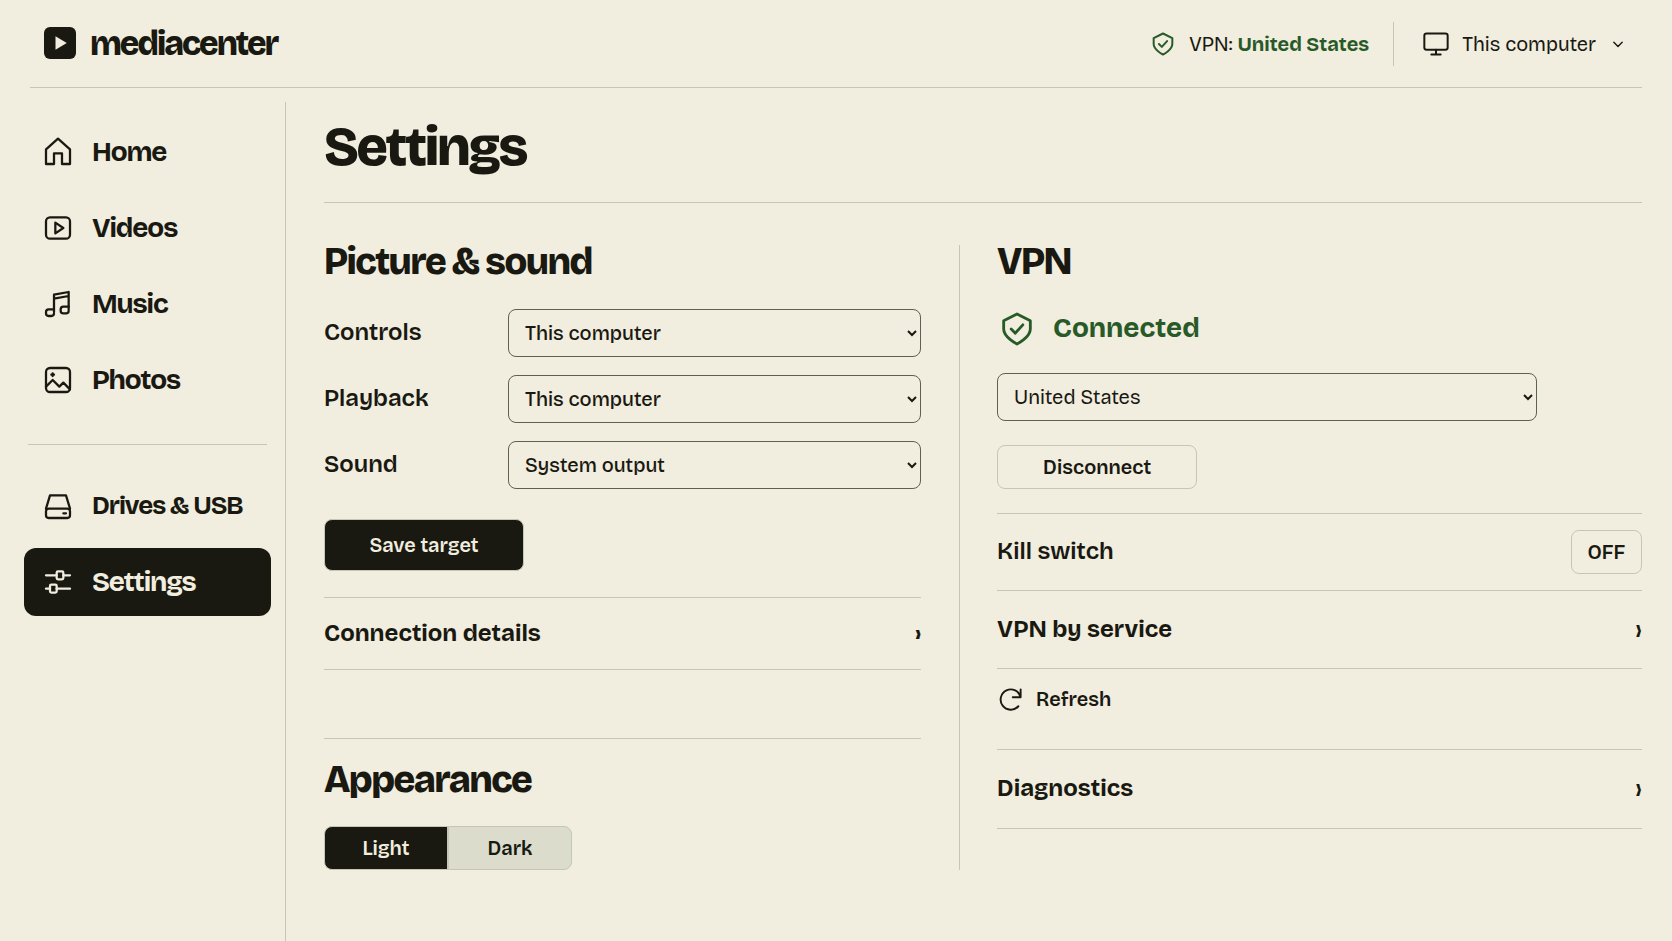 mediacenter
VPN: United States
This computer
Home
Videos
Music
Photos
Drives & USB
Settings
Settings
Picture & sound
Controls
This computer
Playback
This computer
Sound
System output
Save target
Connection details
Appearance
Light
Dark
VPN
Connected
United States
Disconnect
Kill switch
OFF
VPN by service
Refresh
Diagnostics